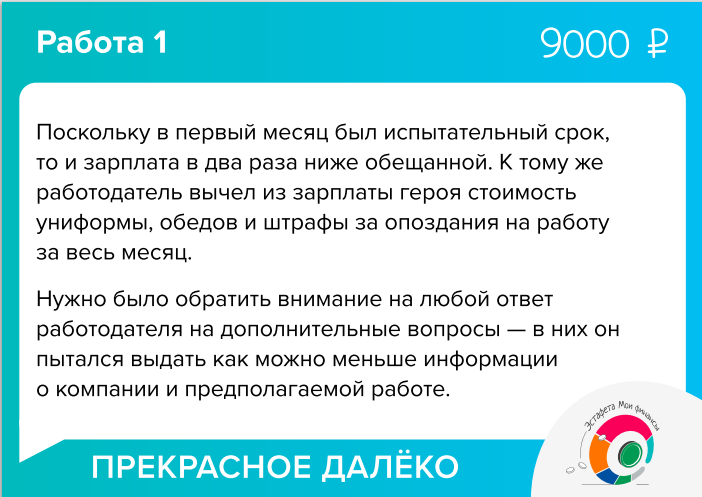 Работа 1
9000 ₽
Поскольку в первый месяц был испытательный срок,
то и зарплата в два раза ниже обещанной. К тому же
работодатель вычел из зарплаты героя стоимость
униформы, обедов и штрафы за опоздания на работу
за весь месяц.
Нужно было обратить внимание на любой ответ
работодателя на дополнительные вопросы — в них он
пытался выдать как можно меньше информации
о компании и предполагаемой работе.
Эстафета Мои финансы
ПРЕКРАСНОЕ ДАЛЁКО